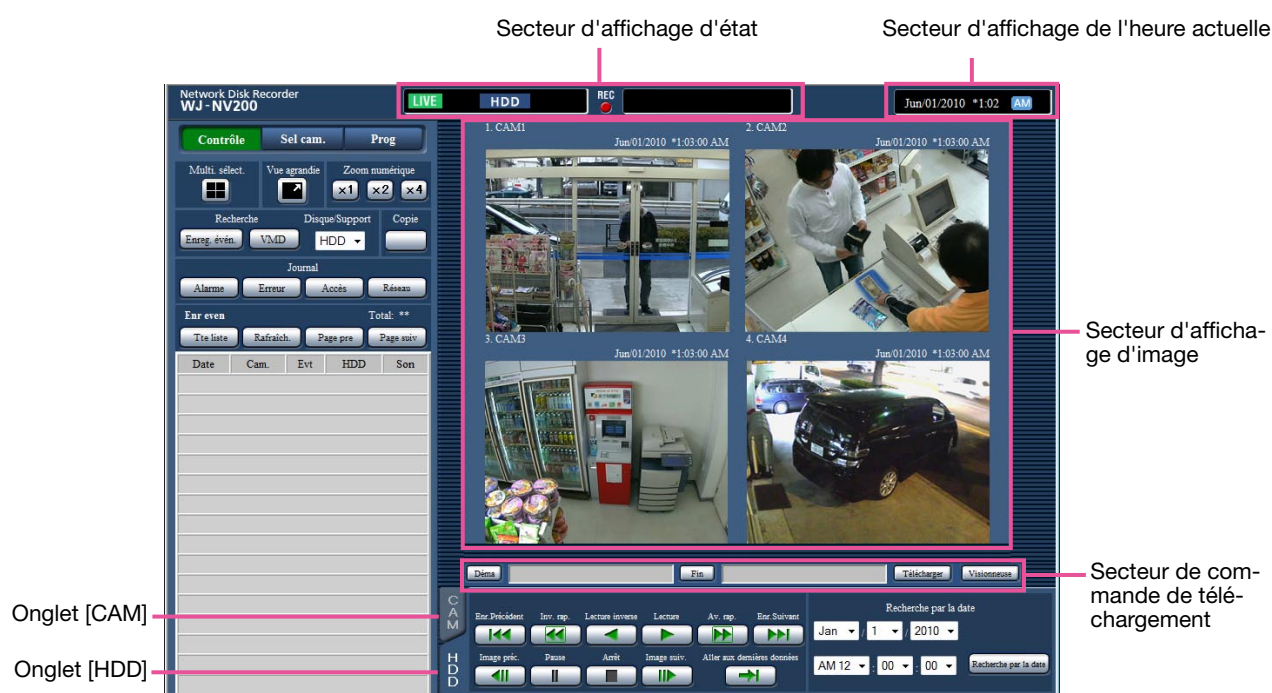 Secteur d'affichage d'état
Secteur d'affichage de l'heure actuelle
Network Disk Recorder
WJ-NV200
LIVE HDD REC
Jun/01/2010 *1:02 AM
Contrôle Sel cam. Prog
Multi. sélect. Vue agrandie Zoom numérique
×1 ×2 ×4
Recherche Disque/Support Copie
Enreg. évén. VMD HDD
Journal
Alarme Erreur Accès Réseau
Enr even Total: **
Tte liste Rafraîch. Page pre Page suiv
Date Cam. Evt HDD Son
1. CAM1
Jun/01/2010 *1:03:00 AM
2. CAM2
Jun/01/2010 *1:03:00 AM
3. CAM3
Jun/01/2010 *1:03:00 AM
4. CAM4
Jun/01/2010 *1:03:00 AM
Secteur d'afficha-
ge d'image
Déma Fin Télécharger Visionneuse
Secteur de com-
mande de télé-
chargement
Onglet [CAM]
Onglet [HDD]
CAM
HDD
Enr.Précédent Inv. rap. Lecture inverse Lecture Av. rap. Enr.Suivant
Image préc. Pause Arrêt Image suiv. Aller aux dernières données
Recherche par la date
Jan / 1 / 2010
AM 12 : 00 : 00 Recherche par la date